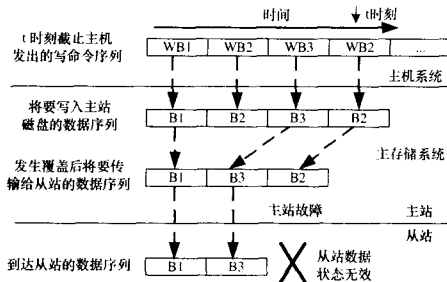 时间
t时刻
t 时刻截止主机
发出的写命令序列
WB1 WB2 WB3 WB2 ...
主机系统
将要写入主站
磁盘的数据序列
B1 B2 B3 B2
主存储系统
发生覆盖后将要传
输给从站的数据序列
B1 B3 B2
主站故障
主站
从站
到达从站的数据序列
B1 B3
从站数据
状态无效